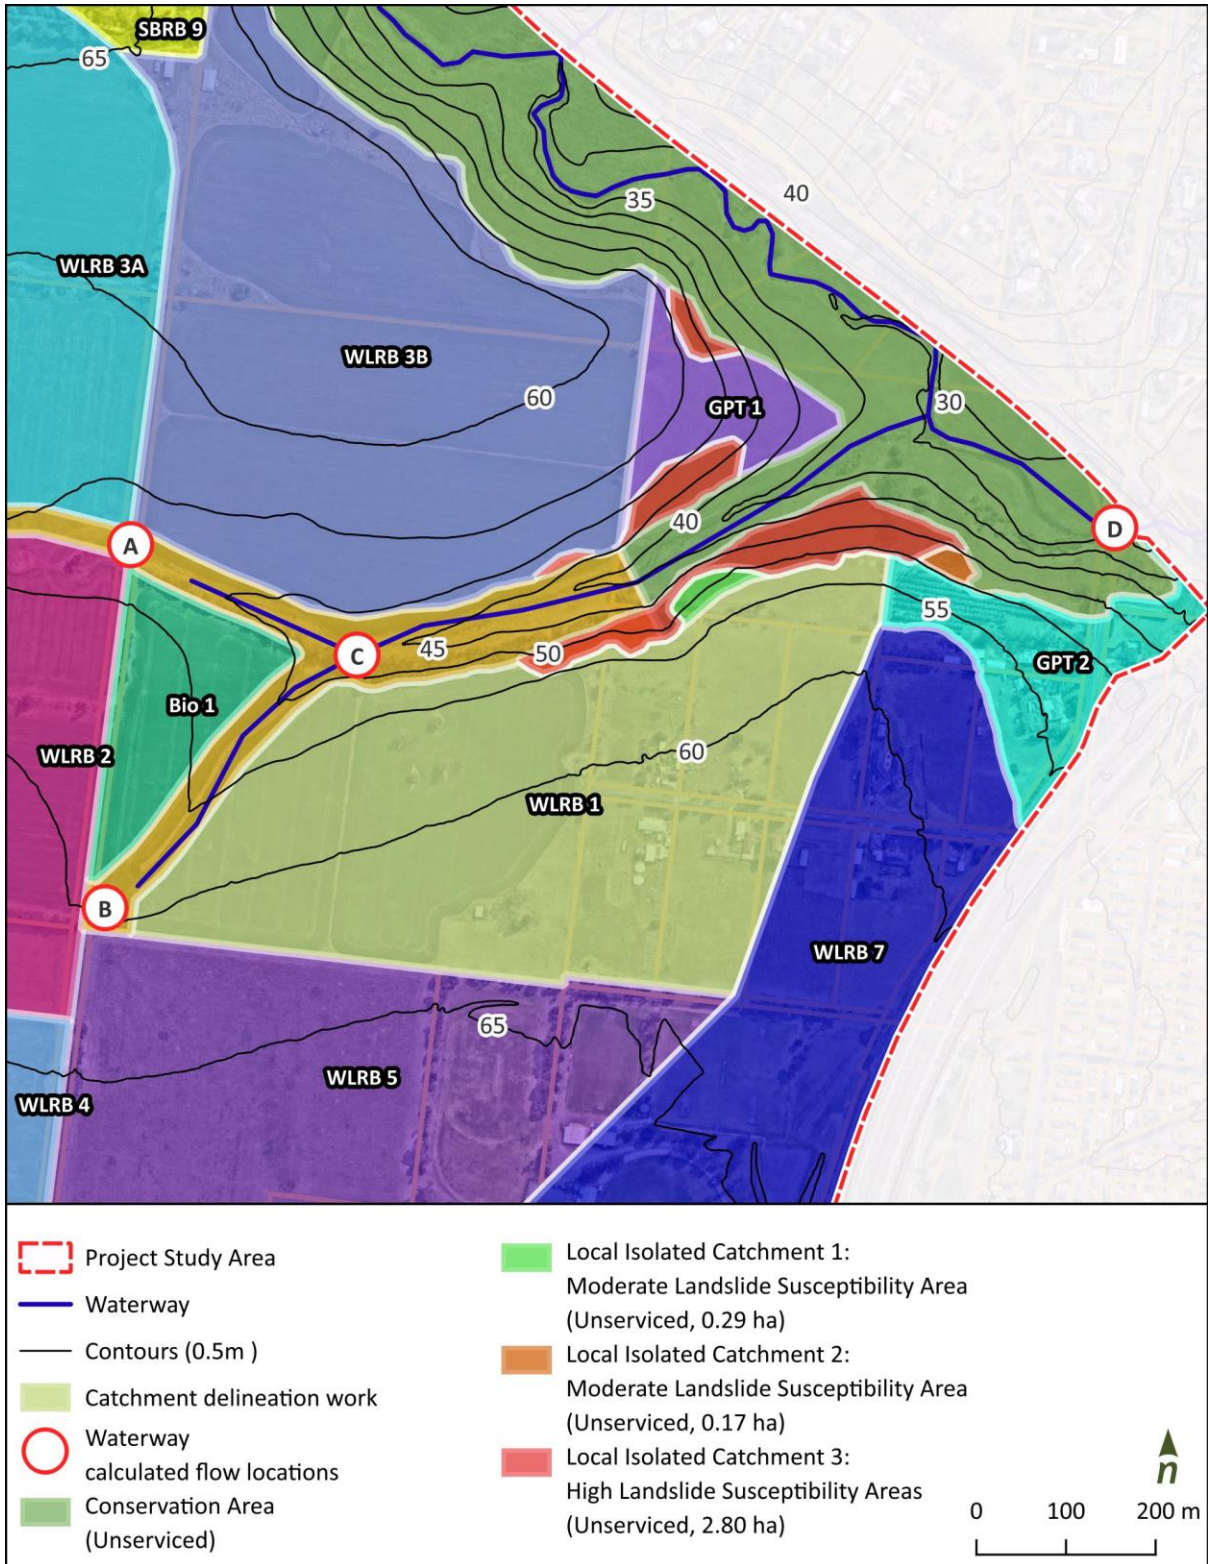 SBRB 9
65
35
40
WLRB 3A
WLRB 3B
60
GPT 1
30
40
A
D
C
45
50
55
GPT 2
Bio 1
WLRB 2
60
WLRB 1
B
WLRB 7
65
WLRB 5
WLRB 4
Project Study Area
Waterway
Contours (0.5m )
Catchment delineation work
Waterway
calculated flow locations
Conservation Area
(Unserviced)
Local Isolated Catchment 1:
Moderate Landslide Susceptibility Area
(Unserviced, 0.29 ha)
Local Isolated Catchment 2:
Moderate Landslide Susceptibility Area
(Unserviced, 0.17 ha)
Local Isolated Catchment 3:
High Landslide Susceptibility Areas
(Unserviced, 2.80 ha)
n
0 100 200 m